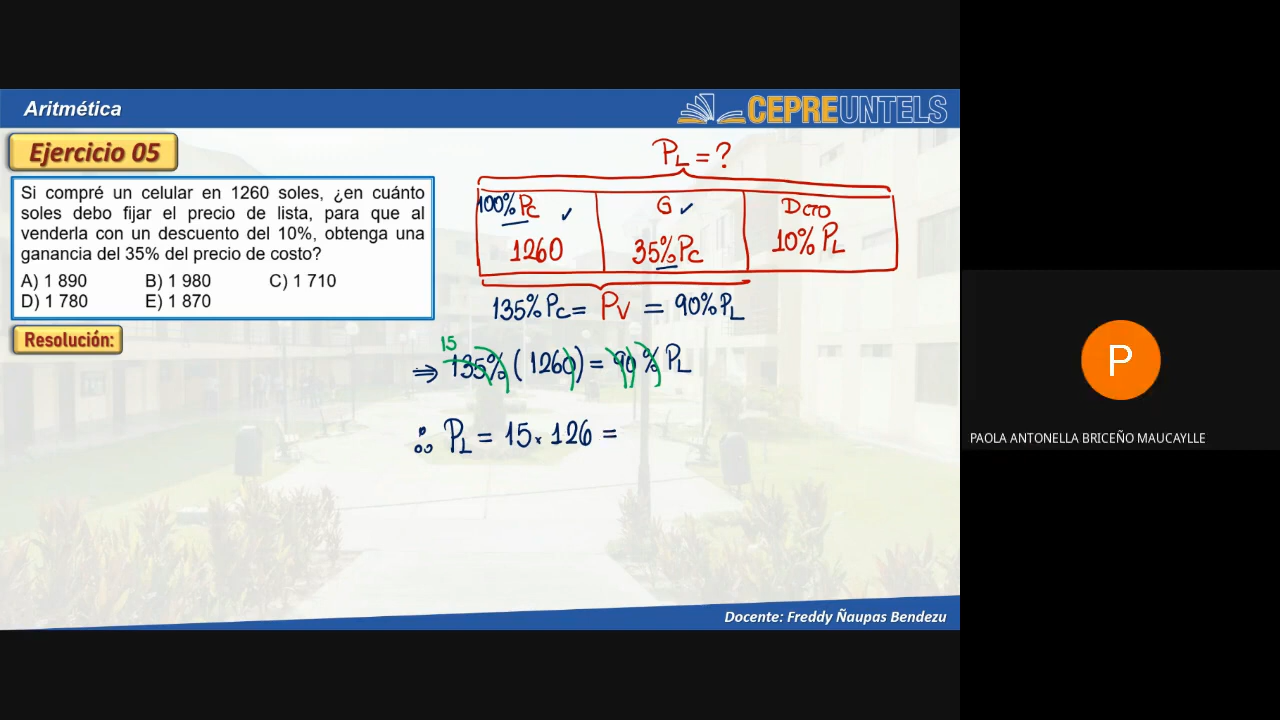 Aritmética
CEPREUNTELS
Ejercicio 05
Si compré un celular en 1260 soles, ¿en cuánto
soles debo fijar el precio de lista, para que al
venderla con un descuento del 10%, obtenga una
ganancia del 35% del precio de costo?
A) 1 890 B) 1 980 C) 1 710
D) 1 780 E) 1 870
Resolución:
PL = ?
100% Pc ✓ G ✓ Dcto
1260 35% Pc 10% PL
135% Pc = Pv = 90% PL
15
⇒ 135% (1260) = 90% PL
∴ PL = 15 × 126 =
Docente: Freddy Ñaupas Bendezu
P
PAOLA ANTONELLA BRICEÑO MAUCAYLLE